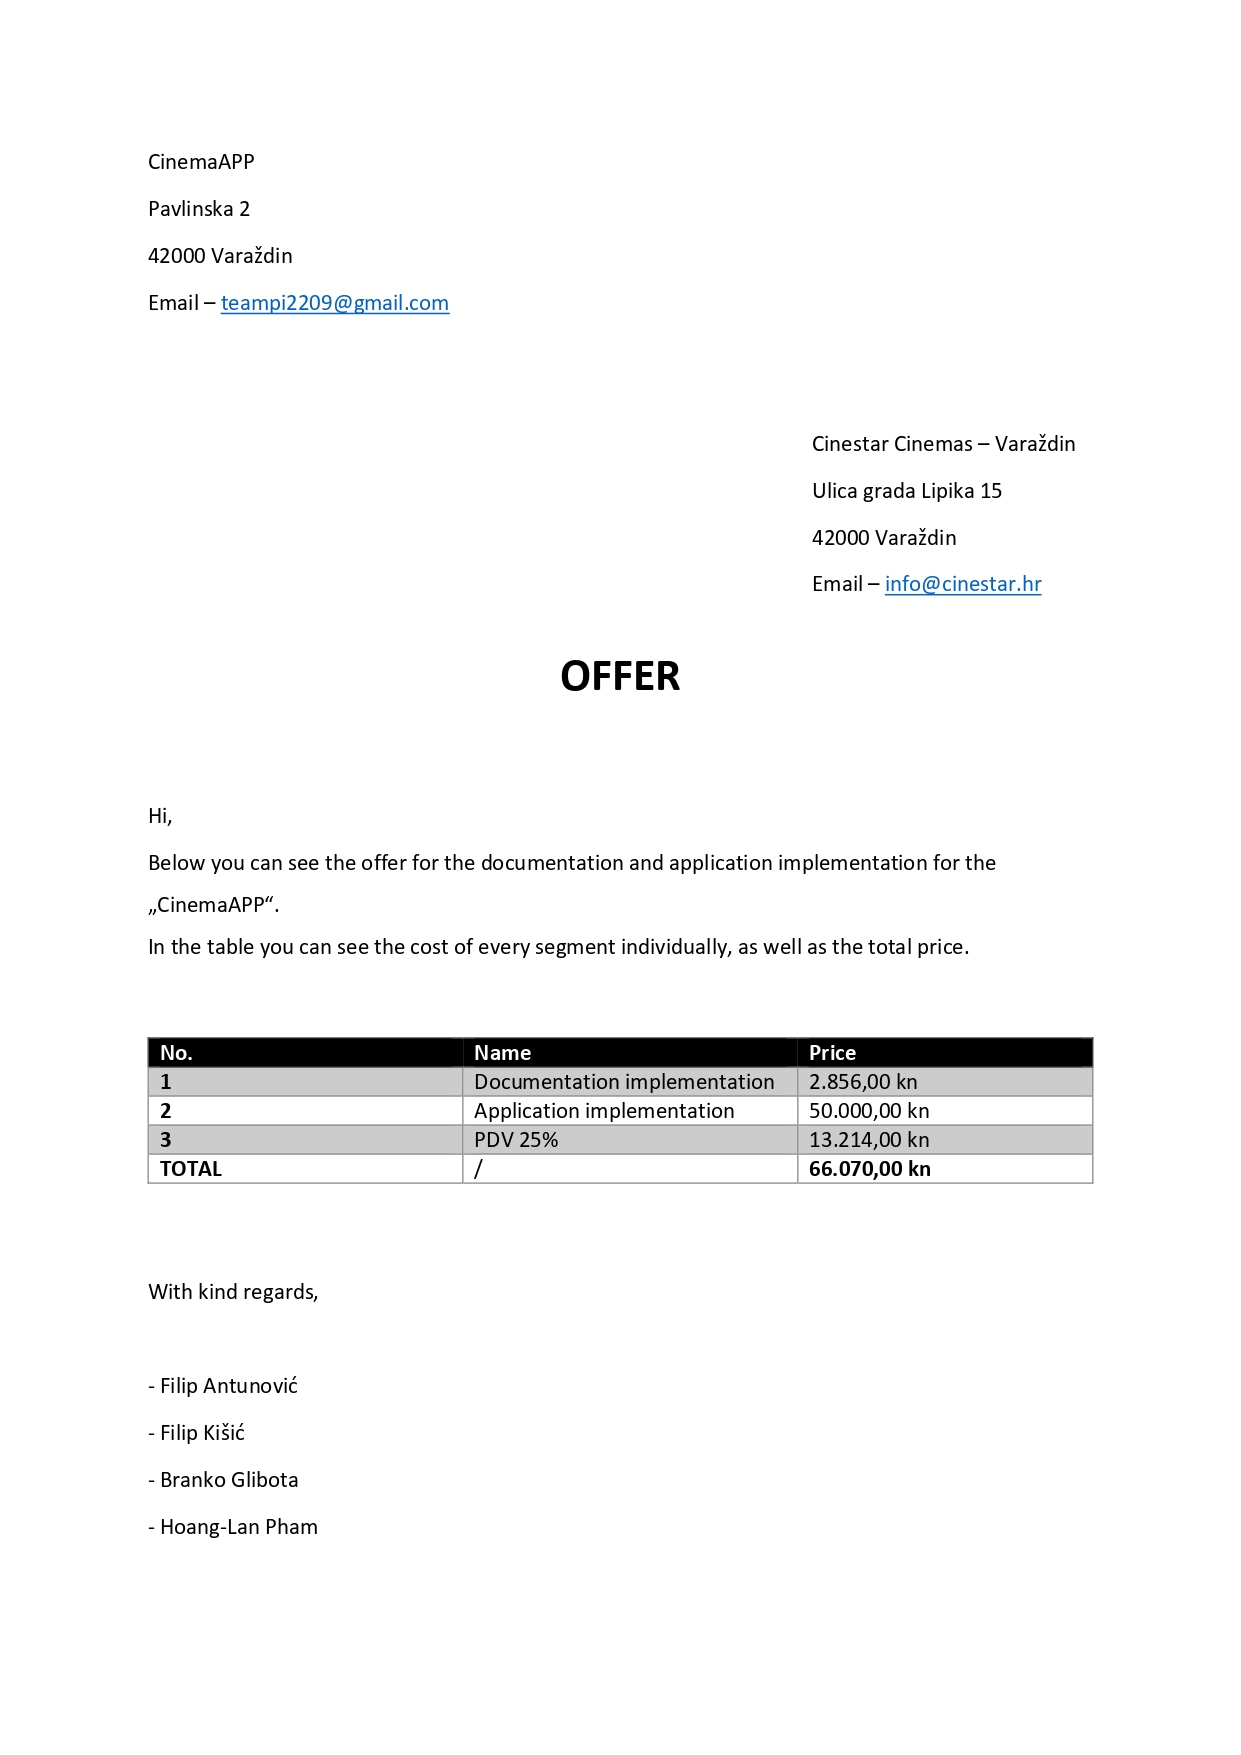 CinemaAPP
Pavlinska 2
42000 Varaždin
Email – teampi2209@gmail.com
Cinestar Cinemas – Varaždin
Ulica grada Lipika 15
42000 Varaždin
Email – info@cinestar.hr
OFFER
Hi,
Below you can see the offer for the documentation and application implementation for the
„CinemaAPP“.
In the table you can see the cost of every segment individually, as well as the total price.
No. Name Price
1 Documentation implementation 2.856,00 kn
2 Application implementation 50.000,00 kn
3 PDV 25% 13.214,00 kn
TOTAL / 66.070,00 kn
With kind regards,
- Filip Antunović
- Filip Kišić
- Branko Glibota
- Hoang-Lan Pham